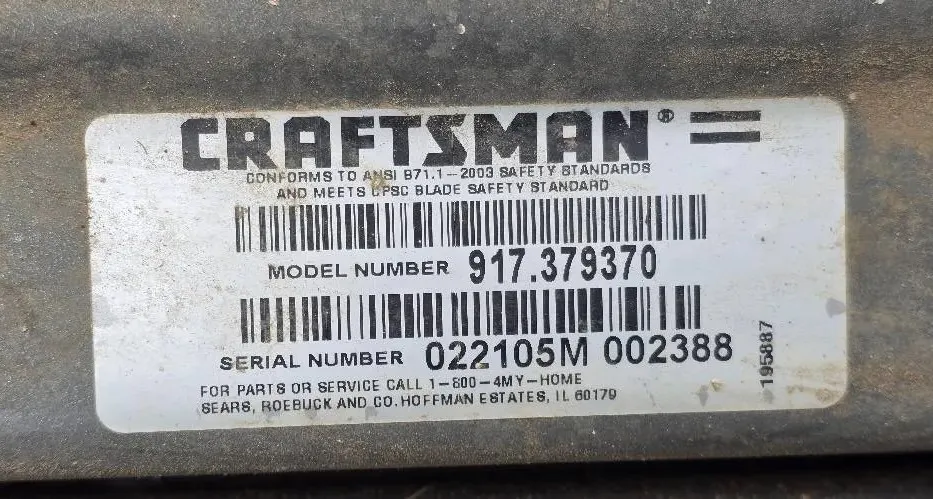 CRAFTSMAN®
CONFORMS TO ANSI B71.1-2003 SAFETY STANDARDS
AND MEETS CPSC BLADE SAFETY STANDARD
MODEL NUMBER 917.379370
SERIAL NUMBER 022105M 002388
FOR PARTS OR SERVICE CALL 1-800-4MY-HOME
SEARS, ROEBUCK AND CO. HOFFMAN ESTATES, IL 60179
195887